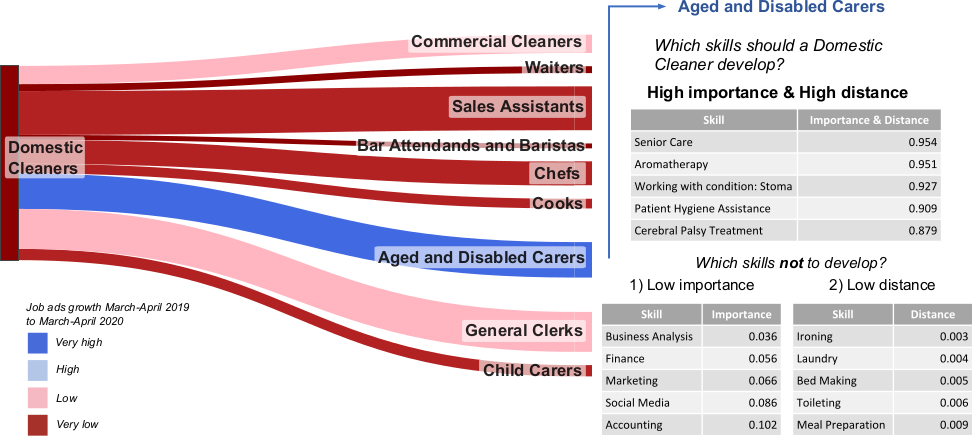 Aged and Disabled Carers
Commercial Cleaners
Waiters
Sales Assistants
Bar Attendands and Baristas
Chefs
Cooks
Aged and Disabled Carers
General Clerks
Child Carers
Domestic
Cleaners
Job ads growth March-April 2019
to March-April 2020
Very high
High
Low
Very low
Which skills should a Domestic
Cleaner develop?
High importance & High distance
Skill Importance & Distance
Senior Care 0.954
Aromatherapy 0.951
Working with condition: Stoma 0.927
Patient Hygiene Assistance 0.909
Cerebral Palsy Treatment 0.879
Which skills not to develop?
1) Low importance
Skill Importance
Business Analysis 0.036
Finance 0.056
Marketing 0.066
Social Media 0.086
Accounting 0.102
2) Low distance
Skill Distance
Ironing 0.003
Laundry 0.004
Bed Making 0.005
Toileting 0.006
Meal Preparation 0.009